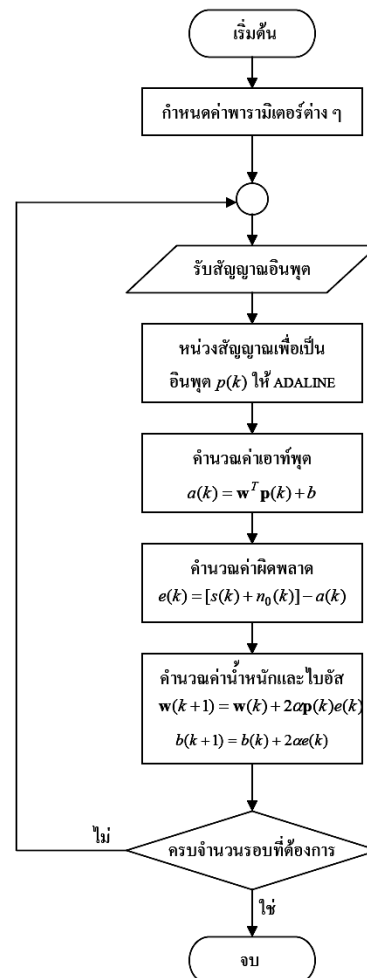 เริ่มต้น
กำหนดค่าพารามิเตอร์ต่าง ๆ
รับสัญญาณอินพุต
หน่วงสัญญาณเพื่อเป็น
อินพุต p(k) ให้ ADALINE
คำนวณค่าเอาท์พุต
a(k) = w^T p(k) + b
คำนวณค่าผิดพลาด
e(k) = [s(k) + n₀(k)] − a(k)
คำนวณค่าน้ำหนักและไบอัส
w(k+1) = w(k) + 2αp(k)e(k)
b(k+1) = b(k) + 2αe(k)
ไม่
ครบจำนวนรอบที่ต้องการ
ใช่
จบ